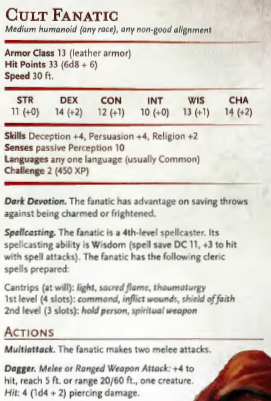 CULT FANATIC
Medium humanoid (any race), any non-good alignment
Armor Class 13 (leather armor)
Hit Points 33 (6d8 + 6)
Speed 30 ft.
STR DEX CON INT WIS CHA
11 (+0) 14 (+2) 12 (+1) 10 (+0) 13 (+1) 14 (+2)
Skills Deception +4, Persuasion +4, Religion +2
Senses passive Perception 10
Languages any one language (usually Common)
Challenge 2 (450 XP)
Dark Devotion. The fanatic has advantage on saving throws
against being charmed or frightened.
Spellcasting. The fanatic is a 4th-level spellcaster. Its
spellcasting ability is Wisdom (spell save DC 11, +3 to hit
with spell attacks). The fanatic has the following cleric
spells prepared:
Cantrips (at will): light, sacred flame, thaumaturgy
1st level (4 slots): command, inflict wounds, shield of faith
2nd level (3 slots): hold person, spiritual weapon
ACTIONS
Multiattack. The fanatic makes two melee attacks.
Dagger. Melee or Ranged Weapon Attack: +4 to
hit, reach 5 ft. or range 20/60 ft., one creature.
Hit: 4 (1d4 + 2) piercing damage.